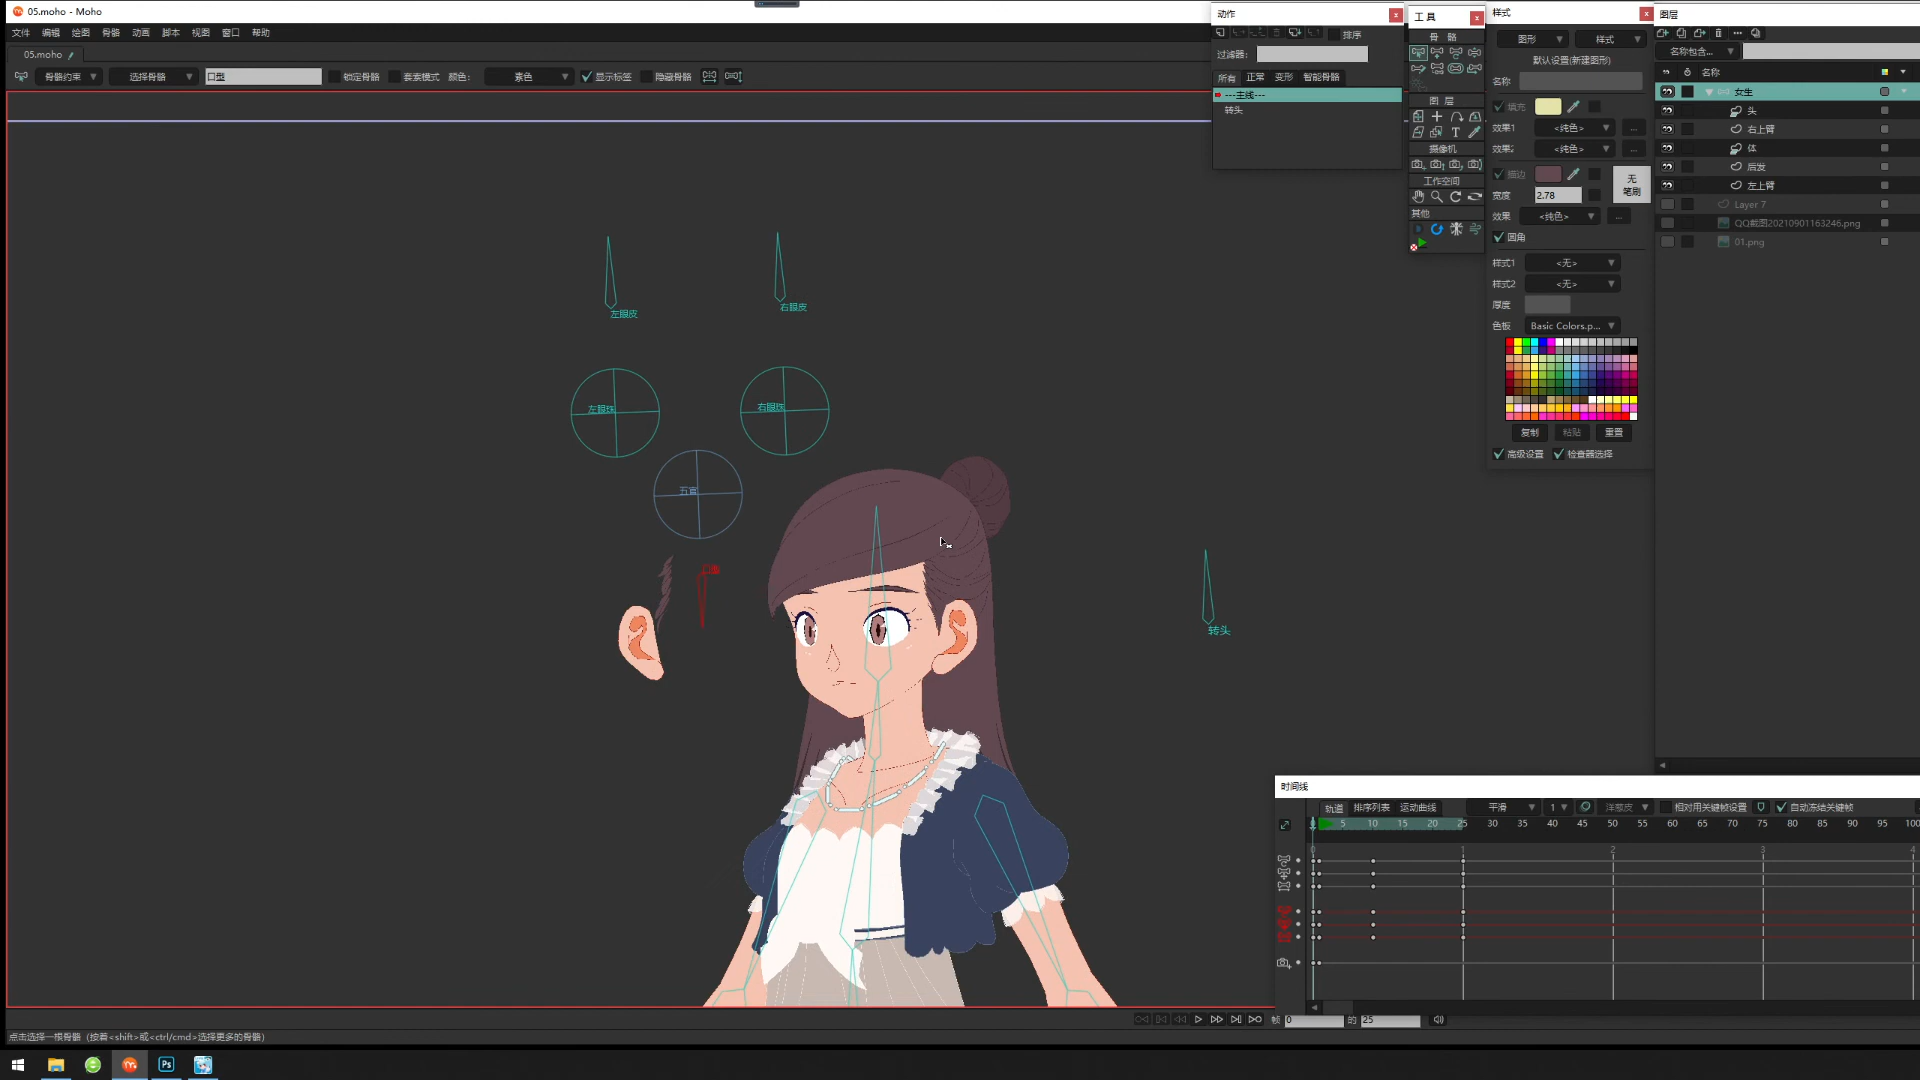 05.moho - Moho
文件 编辑 绘图 骨骼 动画 脚本 视图 窗口 帮助
05.moho
骨骼约束 选择骨骼 口型 锁定骨骼 套索模式 颜色: 素色 显示标签 隐藏骨骼
左眼皮
右眼皮
左眼珠
右眼珠
五官
口型
转头
动作
排序
过滤器:
所有 正常 变形 智能骨骼
---主线---
转头
工具
骨 骼
图 层
T
摄像机
工作空间
其他
样式
图形 样式
默认设置(新建图形)
名称
填充
效果1 <纯色> ...
效果2 <纯色> ...
描边
无
笔刷
宽度 2.78
效果 <纯色> ...
圆角
样式1 <无>
样式2 <无>
厚度
色板 Basic Colors.p...
复制 粘贴 重置
高级设置 检查器选择
图层
名称包含...
名称
女生
头
右上臂
体
后发
左上臂
Layer 7
QQ截图20210901163246.png
01.png
时间线
轨道 排序列表 运动曲线 平滑 1 洋葱皮 相对用关键帧设置 自动冻结关键帧
0 5 10 15 20 25 30 35 40 45 50 55 60 65 70 75 80 85 90 95 100
0 1 2 3 4
帧 0 的 25
点击选择一根骨骼 (按着<shift>或<ctrl/cmd>选择更多的骨骼)
Ps